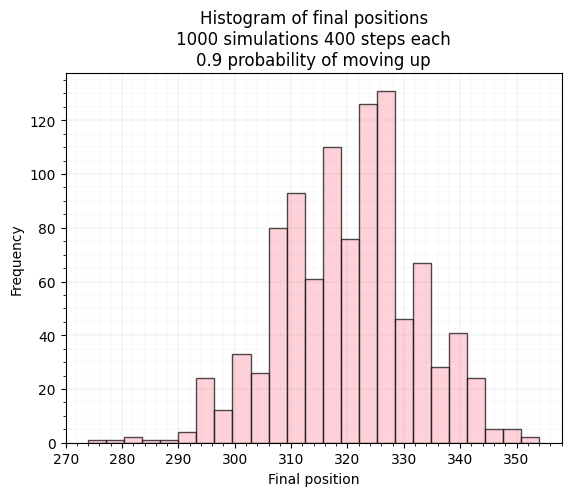 Histogram of final positions
1000 simulations 400 steps each
0.9 probability of moving up
Frequency
120
100
80
60
40
20
0
270 280 290 300 310 320 330 340 350
Final position